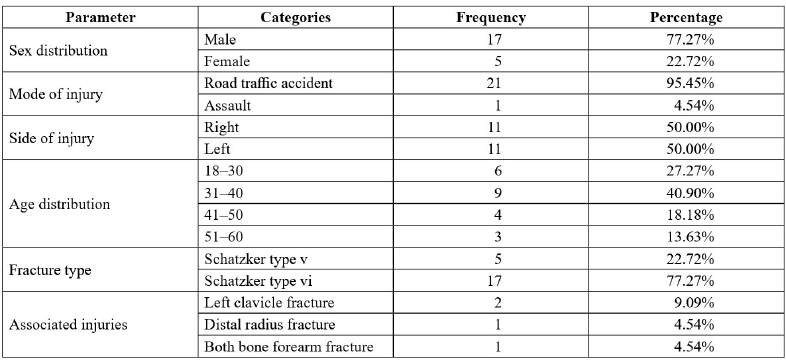 Parameter Categories Frequency Percentage
Sex distribution Male 17 77.27%
Female 5 22.72%
Mode of injury Road traffic accident 21 95.45%
Assault 1 4.54%
Side of injury Right 11 50.00%
Left 11 50.00%
Age distribution 18–30 6 27.27%
31–40 9 40.90%
41–50 4 18.18%
51–60 3 13.63%
Fracture type Schatzker type v 5 22.72%
Schatzker type vi 17 77.27%
Associated injuries Left clavicle fracture 2 9.09%
Distal radius fracture 1 4.54%
Both bone forearm fracture 1 4.54%